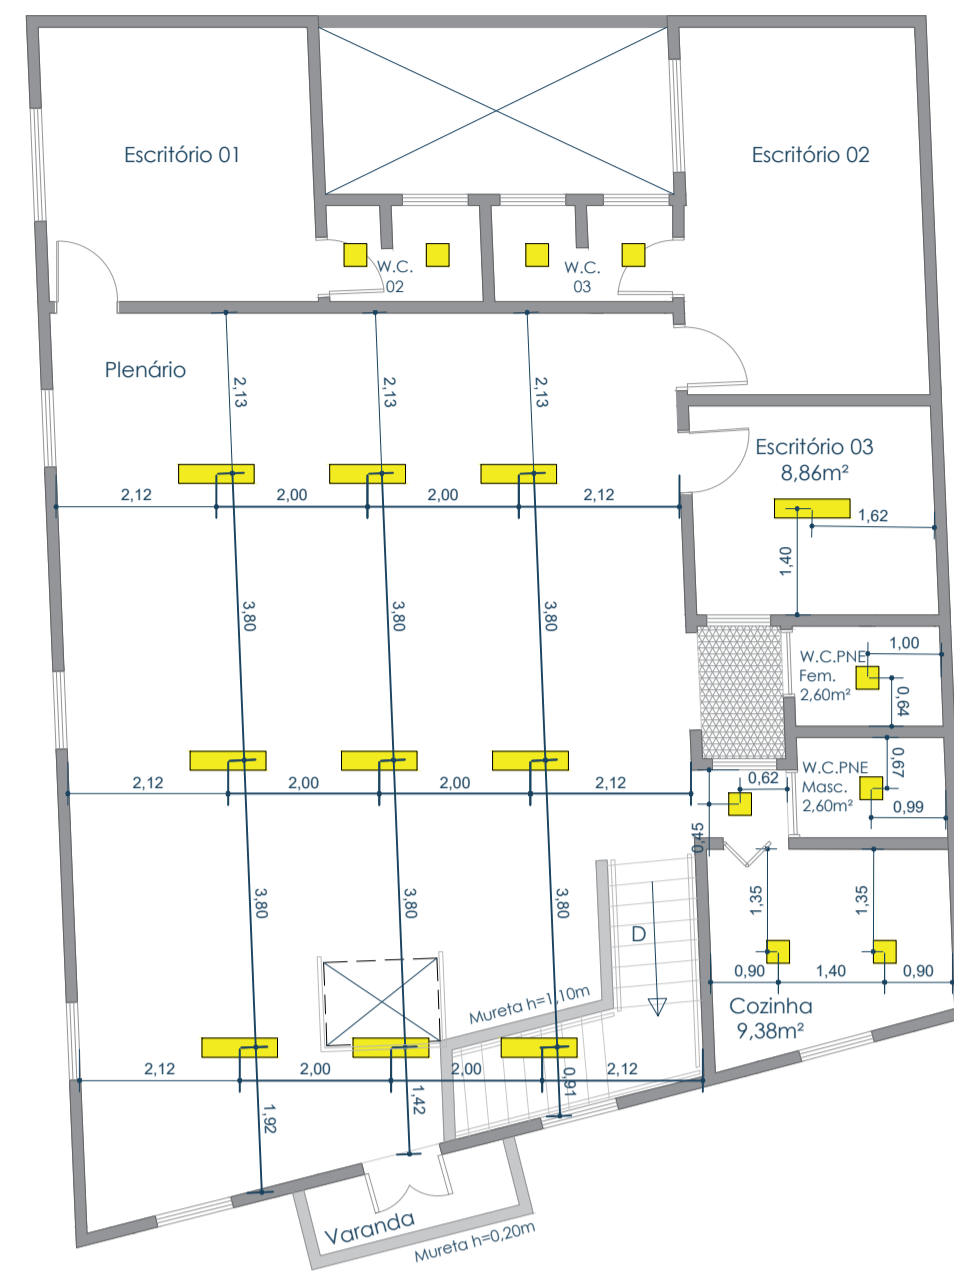 Escritório 01
Escritório 02
W.C.
02
W.C.
03
Plenário
2,13
2,13
2,13
Escritório 03
8,86m²
2,12
2,00
2,00
2,12
1,62
1,40
3,80
3,80
3,80
W.C.PNE
Fem.
2,60m²
1,00
0,64
W.C.PNE
Masc.
2,60m²
0,67
0,99
0,62
0,45
2,12
2,00
2,00
2,12
3,80
3,80
3,80
1,35
1,35
D
0,90
1,40
0,90
Cozinha
9,38m²
Mureta h=1,10m
2,12
2,00
2,00
2,12
1,92
1,42
0,91
Varanda
Mureta h=0,20m